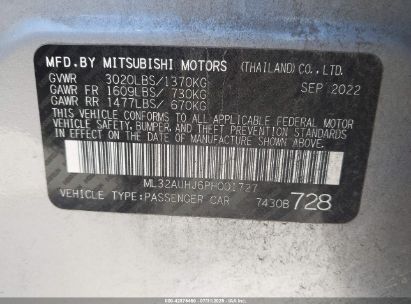 MFD.BY MITSUBISHI MOTORS (THAILAND) CO., LTD.
GVWR 3020LBS/1370KG SEP 2022
GAWR FR 1609LBS/ 730KG
GAWR RR 1477LBS/ 670KG
THIS VEHICLE CONFORMS TO ALL APPLICABLE FEDERAL MOTOR
VEHICLE SAFETY, BUMPER, AND THEFT PREVENTION STANDARDS
IN EFFECT ON THE DATE OF MANUFACTURE SHOWN ABOVE.
ML32AUHJ6PH001727
VEHICLE TYPE:PASSENGER CAR 7430B 728